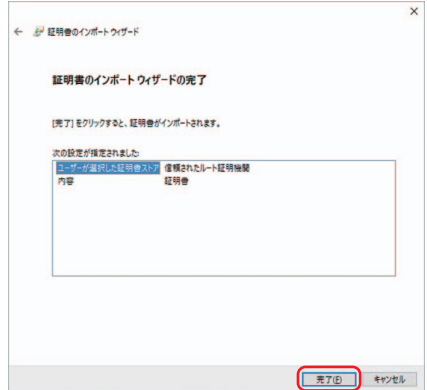 証明書のインポート ウィザード
証明書のインポート ウィザードの完了
[完了] をクリックすると、証明書がインポートされます。
次の設定が指定されました:
ユーザーが選択した証明書ストア 信頼されたルート証明機関
内容 証明書
完了(F) キャンセル